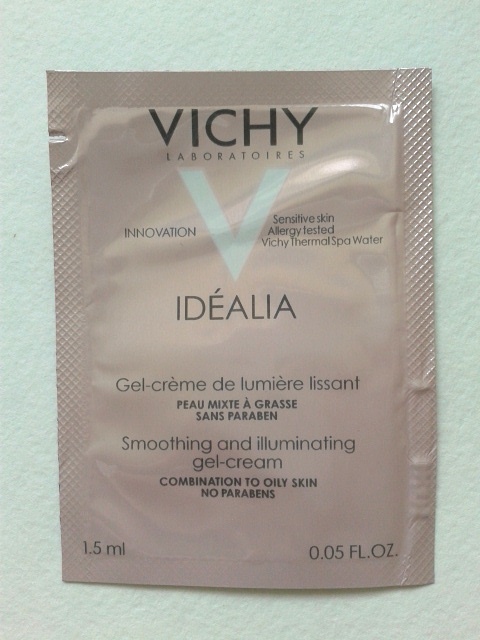 VICHY
LABORATOIRES
V
INNOVATION
Sensitive skin
Allergy tested
Vichy Thermal Spa Water
IDÉALIA
Gel-crème de lumière lissant
PEAU MIXTE À GRASSE
SANS PARABEN
Smoothing and illuminating
gel-cream
COMBINATION TO OILY SKIN
NO PARABENS
1.5 ml 0.05 FL.OZ.